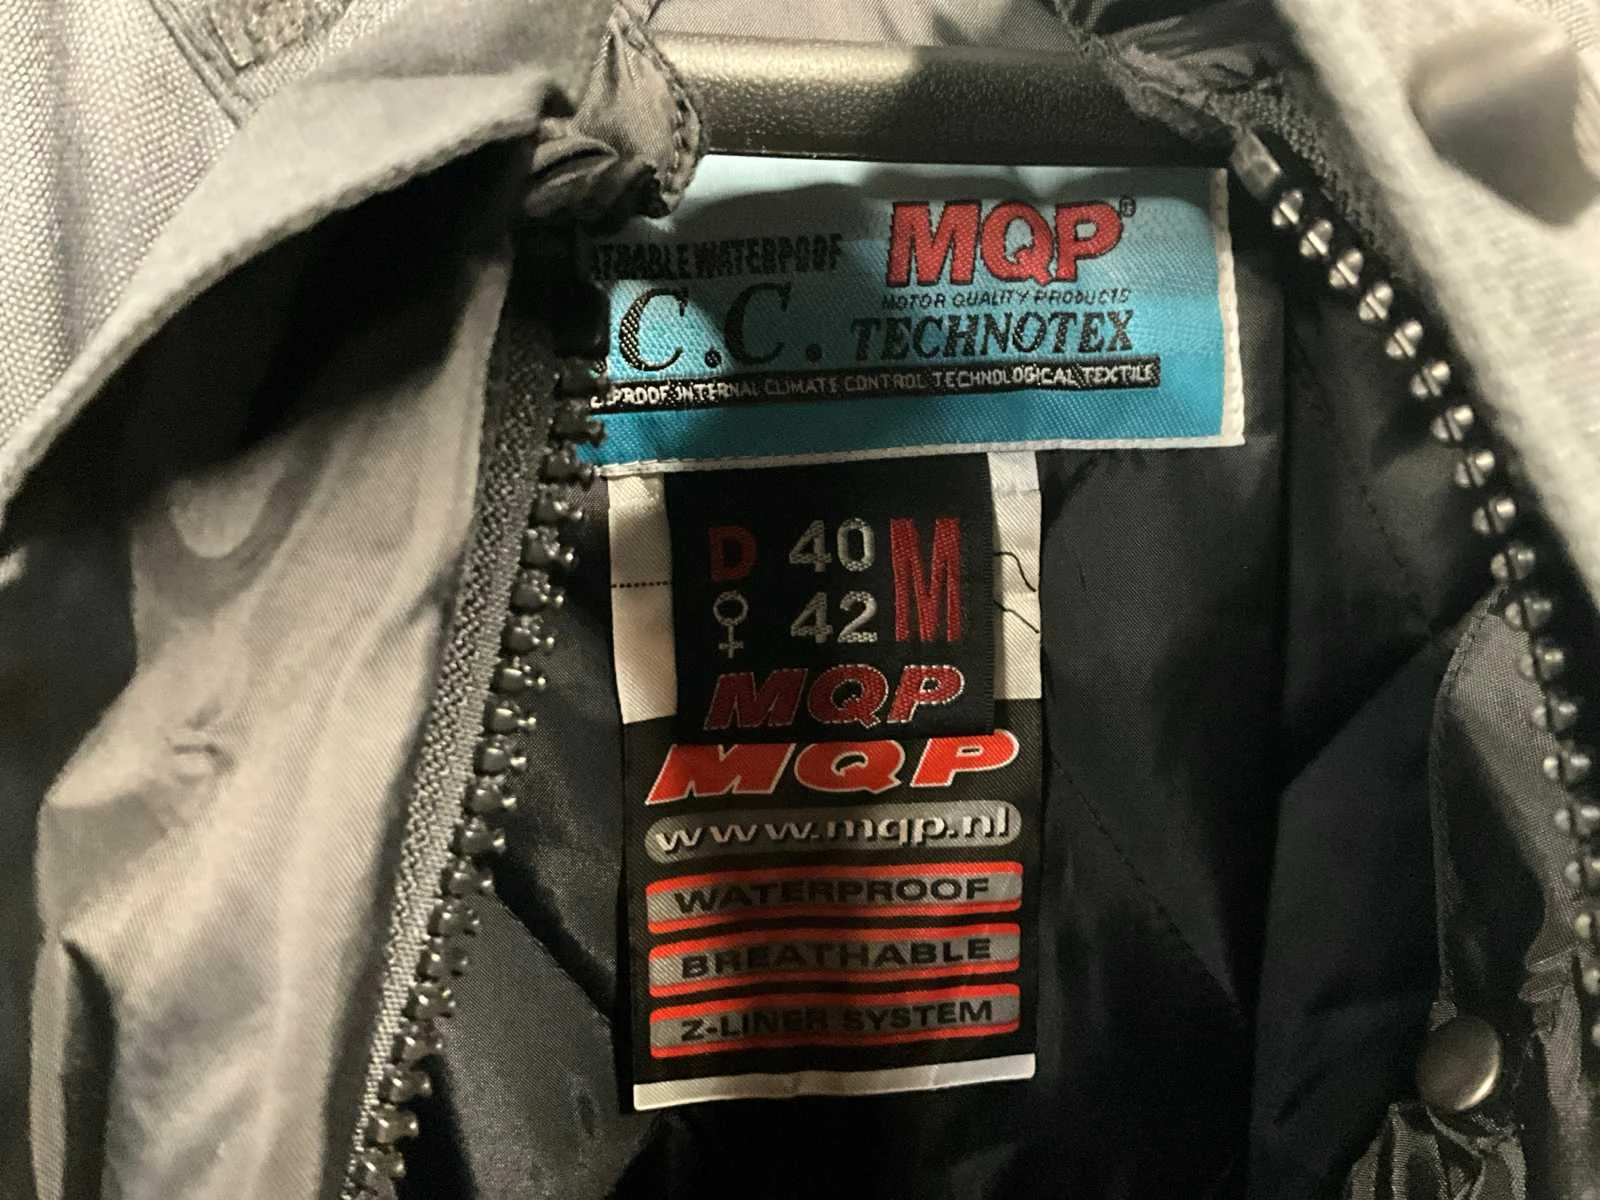 WATERPROOF
MQP®
MOTOR QUALITY PRODUCTS
C.C. TECHNOTEX
INTERNAL CLIMATE CONTROL TECHNOLOGICAL TEXTILE
D 40 M
♀ 42
MQP
MQP
www.mqp.nl
WATERPROOF
BREATHABLE
Z-LINER SYSTEM